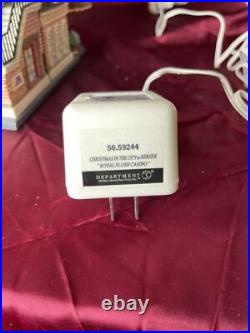 56.59244
CHRISTMAS IN THE CITY® SERIES
"ROYAL FLUSH CASINO"
DEPARTMENT 56